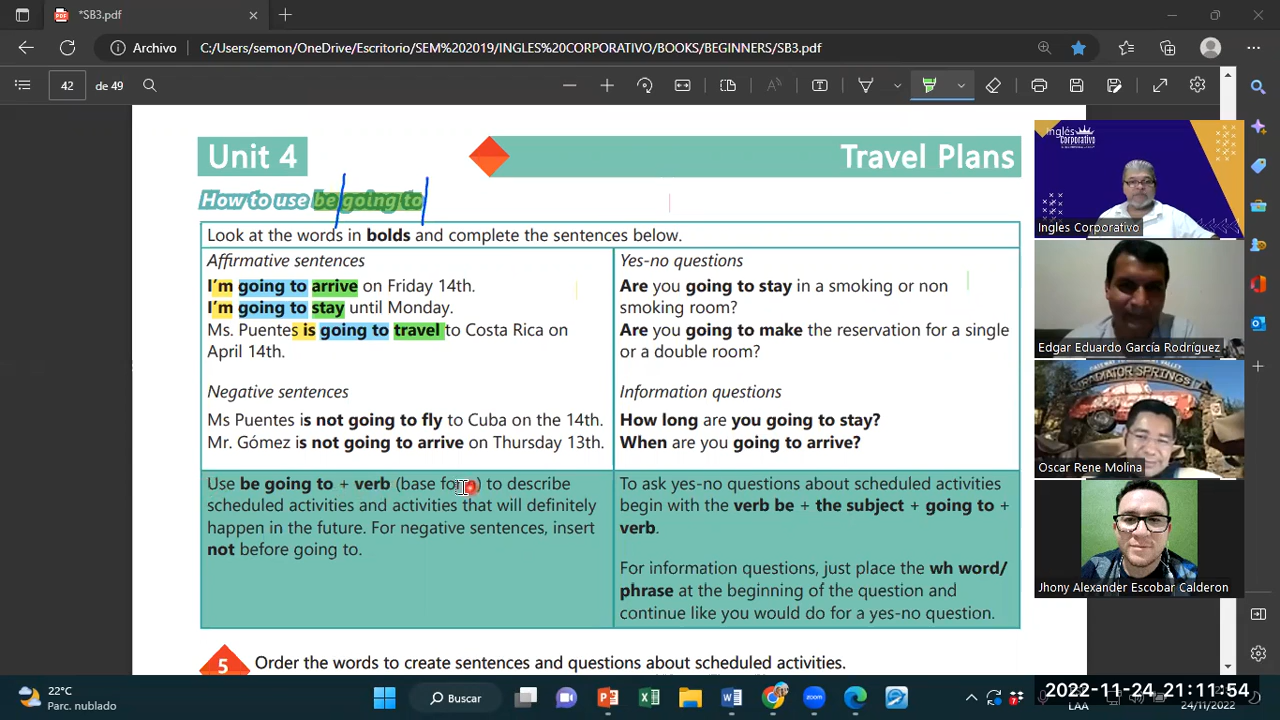 *SB3.pdf
Archivo
C:/Users/semon/OneDrive/Escritorio/SEM%202019/INGLES%20CORPORATIVO/BOOKS/BEGINNERS/SB3.pdf
42
de 49
Unit 4
Travel Plans
How to use be going to
Look at the words in bolds and complete the sentences below.
Affirmative sentences
I'm going to arrive on Friday 14th.
I'm going to stay until Monday.
Ms. Puentes is going to travel to Costa Rica on
April 14th.
Negative sentences
Ms Puentes is not going to fly to Cuba on the 14th.
Mr. Gómez is not going to arrive on Thursday 13th.
Yes-no questions
Are you going to stay in a smoking or non
smoking room?
Are you going to make the reservation for a single
or a double room?
Information questions
How long are you going to stay?
When are you going to arrive?
Use be going to + verb (base form) to describe
scheduled activities and activities that will definitely
happen in the future. For negative sentences, insert
not before going to.
To ask yes-no questions about scheduled activities
begin with the verb be + the subject + going to +
verb.
For information questions, just place the wh word/
phrase at the beginning of the question and
continue like you would do for a yes-no question.
5
Order the words to create sentences and questions about scheduled activities.
Inglés
Corporativo
Ingles Corporativo
Edgar Eduardo García Rodríguez
RADIATOR SPRINGS
Oscar Rene Molina
Jhony Alexander Escobar Calderon
22°C
Parc. nublado
Buscar
LAA
24/11/2022
2022-11-24 21:11:54